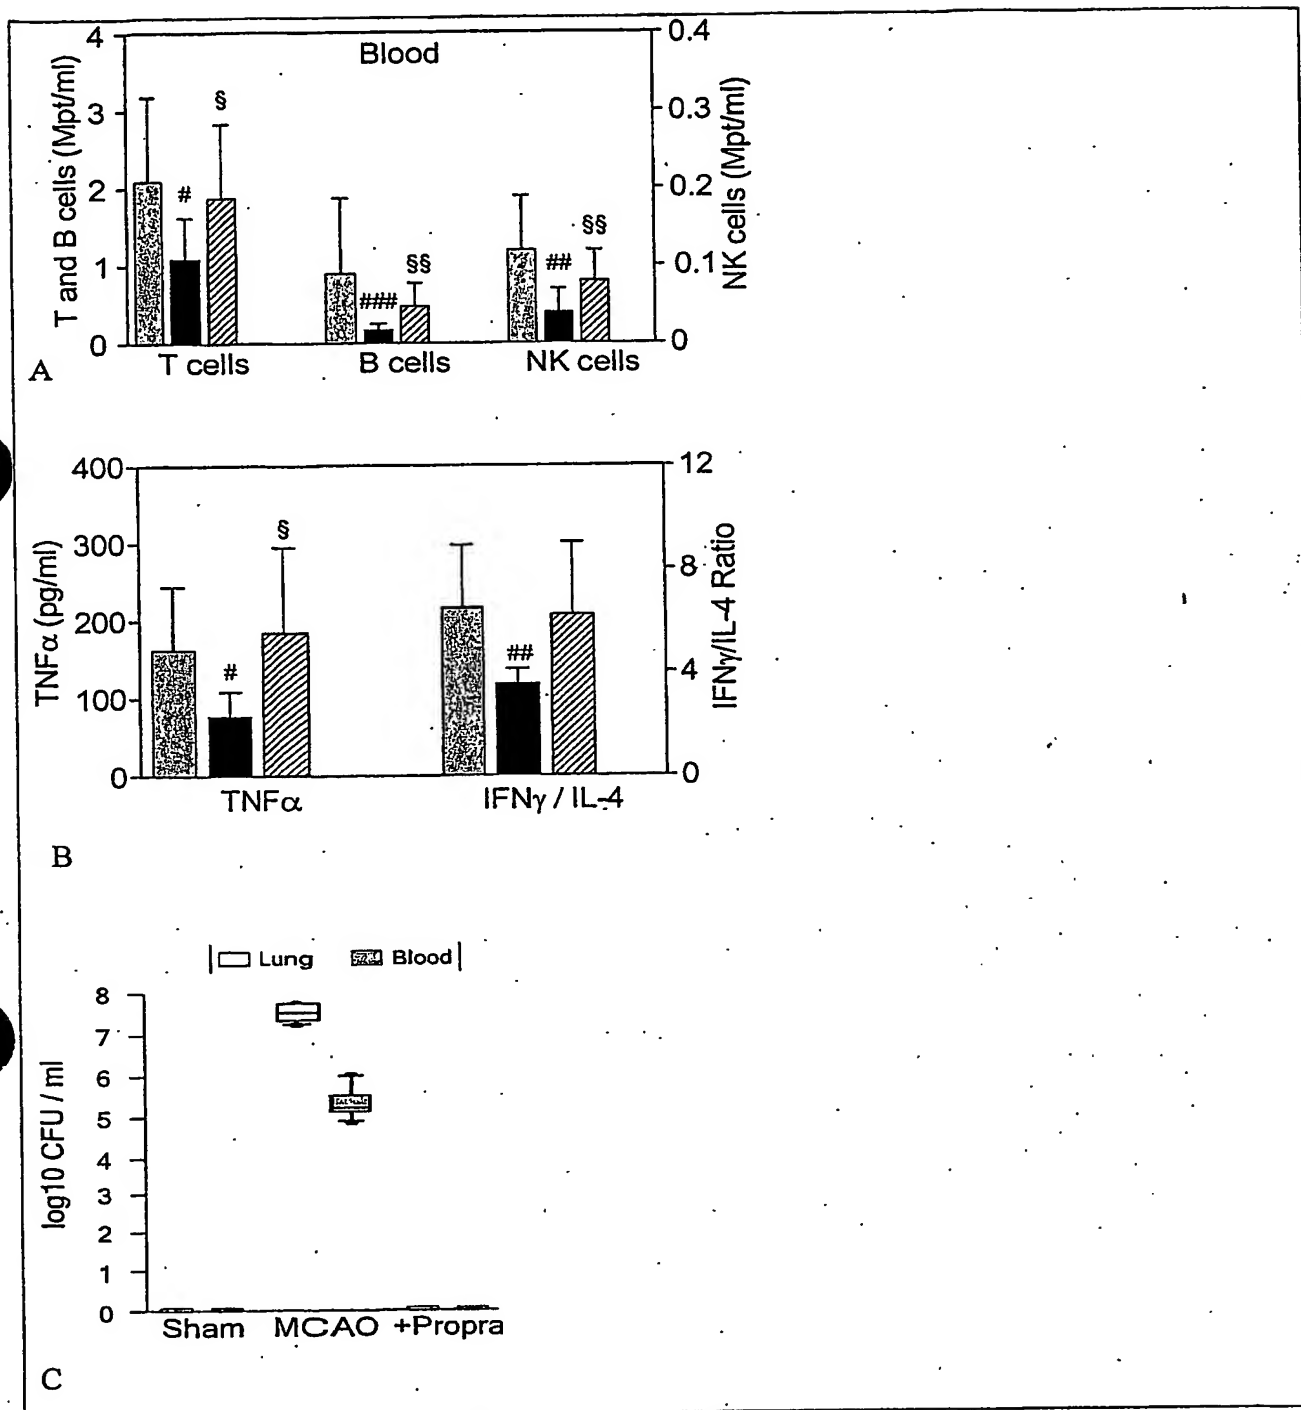 Blood
T and B cells (Mpt/ml)
4
3
2
1
0
0.4
0.3
0.2
0.1
0
NK cells (Mpt/ml)
#
§
###
§§
##
§§
T cells
B cells
NK cells
A
TNFα (pg/ml)
400
300
200
100
0
12
8
4
0
IFNγ/IL-4 Ratio
#
§
##
TNFα
IFNγ / IL-4
B
Lung
Blood
log10 CFU / ml
8
7
6
5
4
3
2
1
0
Sham
MCAO
+Propra
C